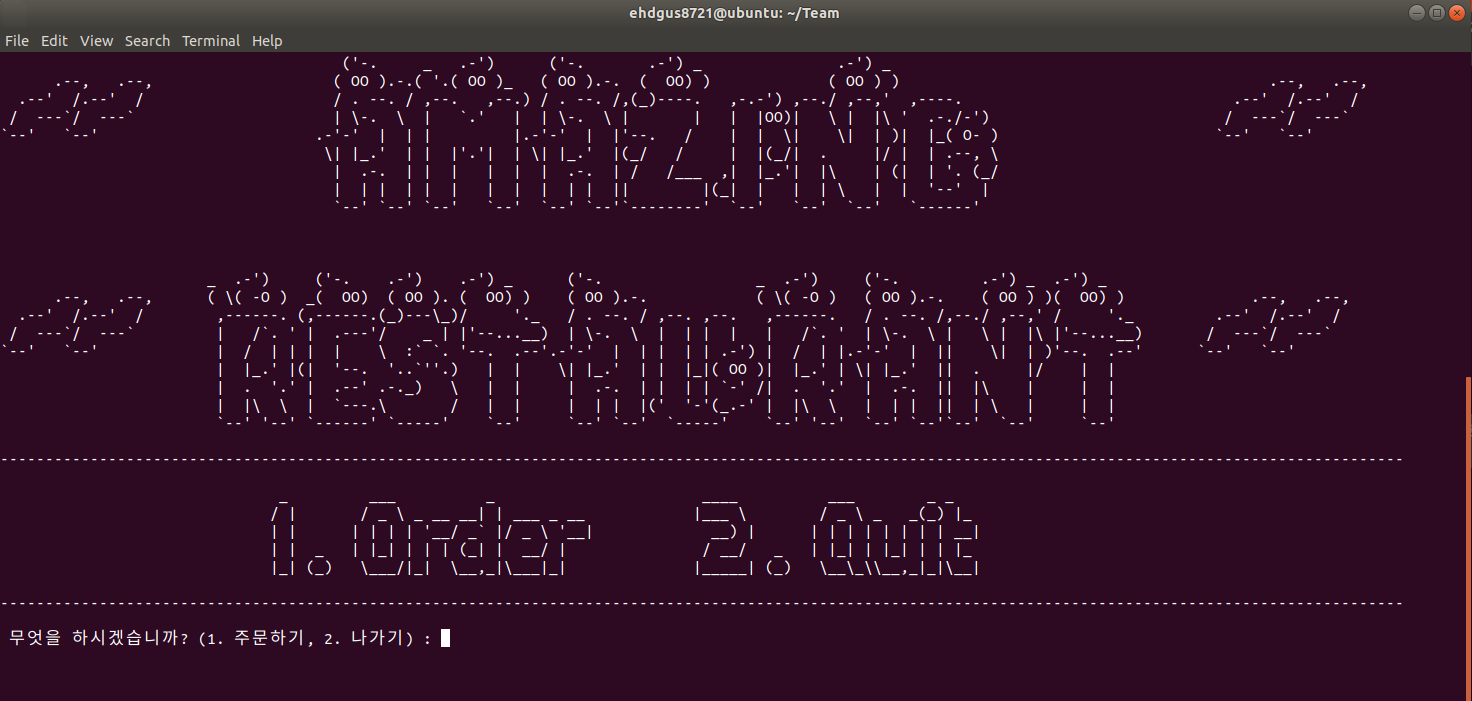 ehdgus8721@ubuntu: ~/Team
File Edit View Search Terminal Help
AMAZING
RESTAURANT
1. Order 2. Quit
무엇을 하시겠습니까? (1. 주문하기, 2. 나가기) :